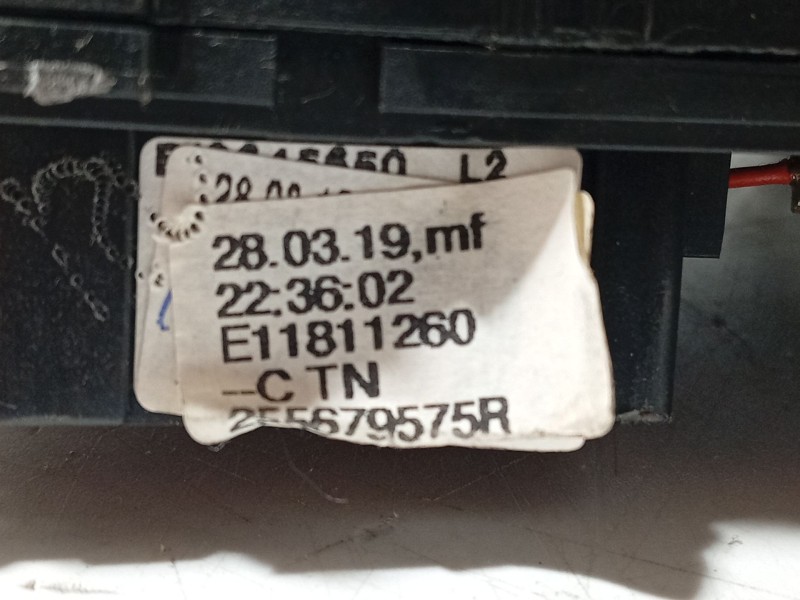 L2
28.03.19,mf
22:36:02
E11811260
--C TN
255679575R